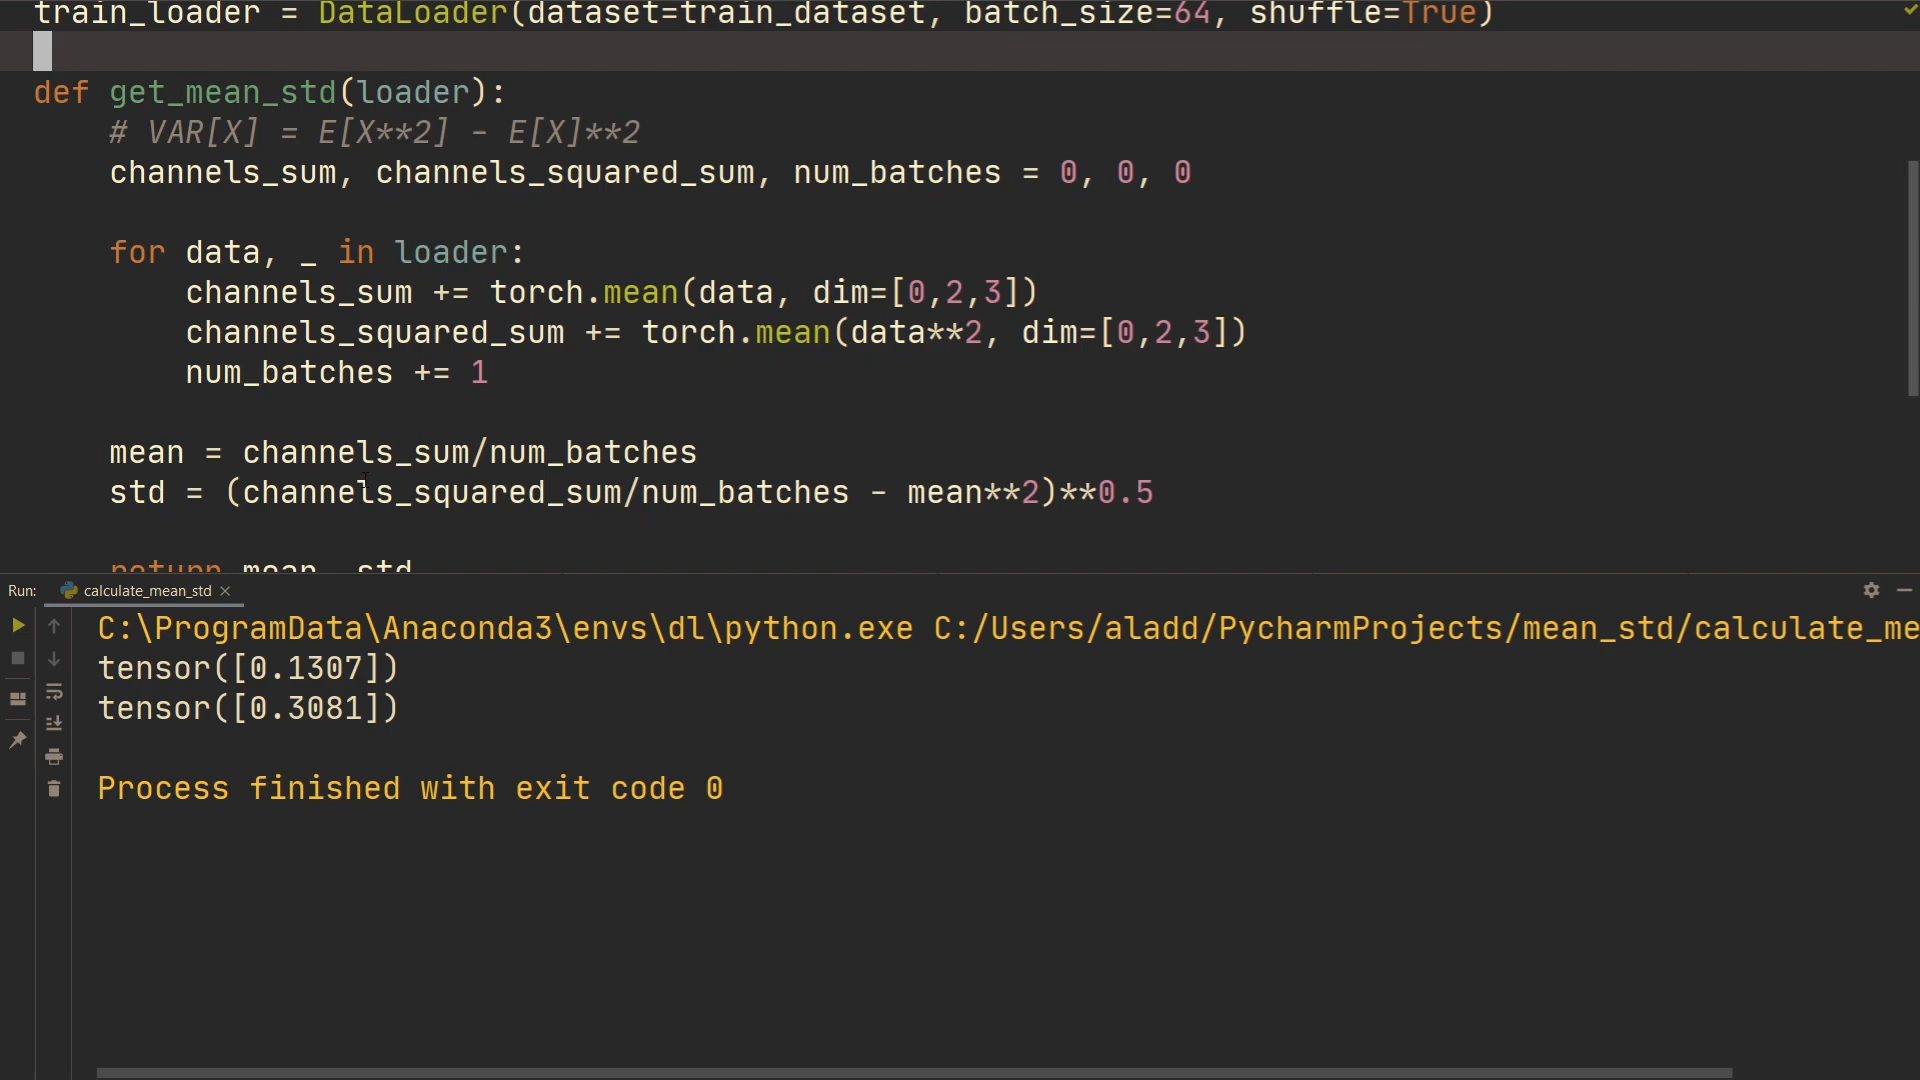 train_loader = DataLoader(dataset=train_dataset, batch_size=64, shuffle=True)
def get_mean_std(loader):
# VAR[X] = E[X**2] - E[X]**2
channels_sum, channels_squared_sum, num_batches = 0, 0, 0
for data, _ in loader:
channels_sum += torch.mean(data, dim=[0,2,3])
channels_squared_sum += torch.mean(data**2, dim=[0,2,3])
num_batches += 1
mean = channels_sum/num_batches
std = (channels_squared_sum/num_batches - mean**2)**0.5
return mean, std
Run: calculate_mean_std
C:\ProgramData\Anaconda3\envs\dl\python.exe C:/Users/aladd/PycharmProjects/mean_std/calculate_me
tensor([0.1307])
tensor([0.3081])
Process finished with exit code 0